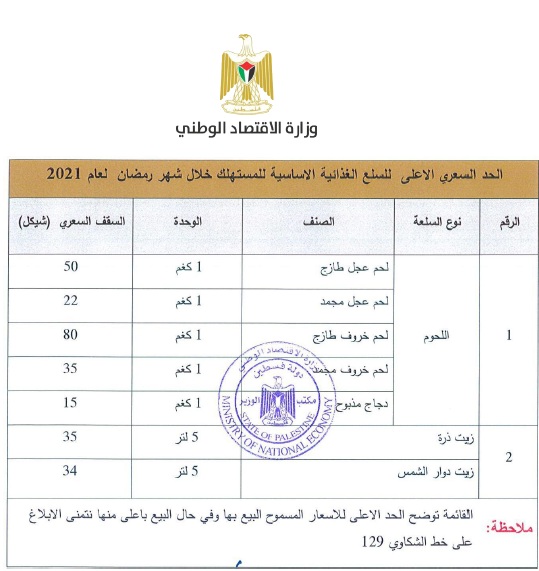 وزارة الاقتصاد الوطني
الحد السعري الاعلى للسلع الغذائية الاساسية للمستهلك خلال شهر رمضان لعام 2021
الرقم نوع السلعة الصنف الوحدة السقف السعري (شيكل)
لحم عجل طازج 1 كغم 50
لحم عجل مجمد 1 كغم 22
1 اللحوم لحم خروف طازج 1 كغم 80
لحم خروف مجمد 1 كغم 35
دجاج مذبوح 1 كغم 15
2 زيت ذرة 5 لتر 35
زيت دوار الشمس 5 لتر 34
ملاحظة: القائمة توضح الحد الاعلى للاسعار المسموح البيع بها وفي حال البيع باعلى منها نتمنى الابلاغ
على خط الشكاوي 129
وزارة الاقتصاد الوطني
دولة فلسطين
مكتب الوزير
STATE OF PALESTINE
MINISTRY OF NATIONAL ECONOMY